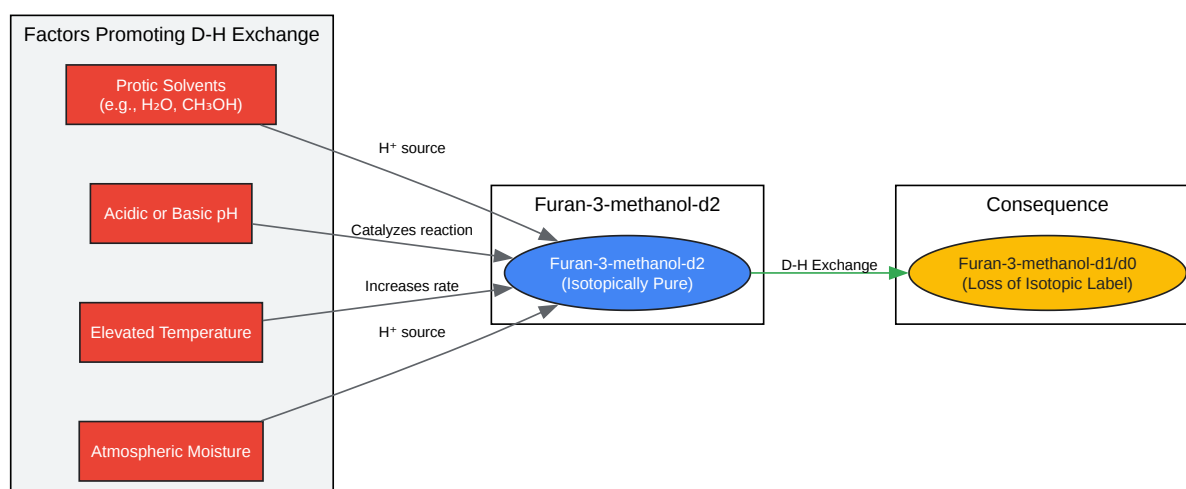 Factors Promoting D-H Exchange
Protic Solvents
(e.g., H₂O, CH₃OH)
H⁺ source
Acidic or Basic pH
Catalyzes reaction
Elevated Temperature
Increases rate
H⁺ source
Atmospheric Moisture
Furan-3-methanol-d2
Furan-3-methanol-d2
(Isotopically Pure)
D-H Exchange
Consequence
Furan-3-methanol-d1/d0
(Loss of Isotopic Label)